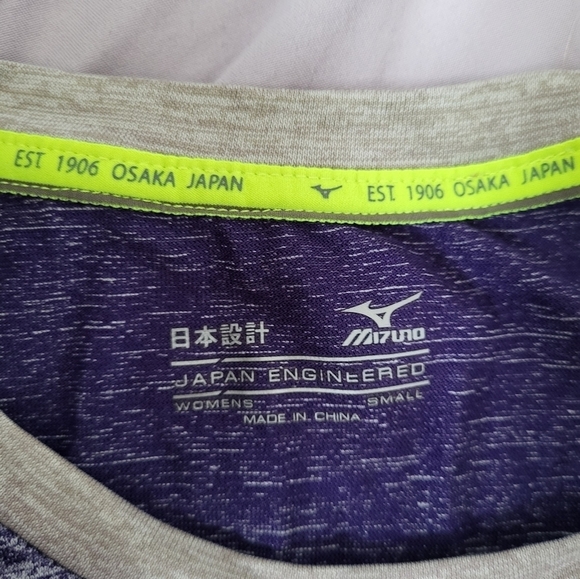 EST 1906 OSAKA JAPAN EST 1906 OSAKA JAPAN
日本設計 MIZUNO
JAPAN ENGINEERED
WOMENS SMALL
MADE IN CHINA